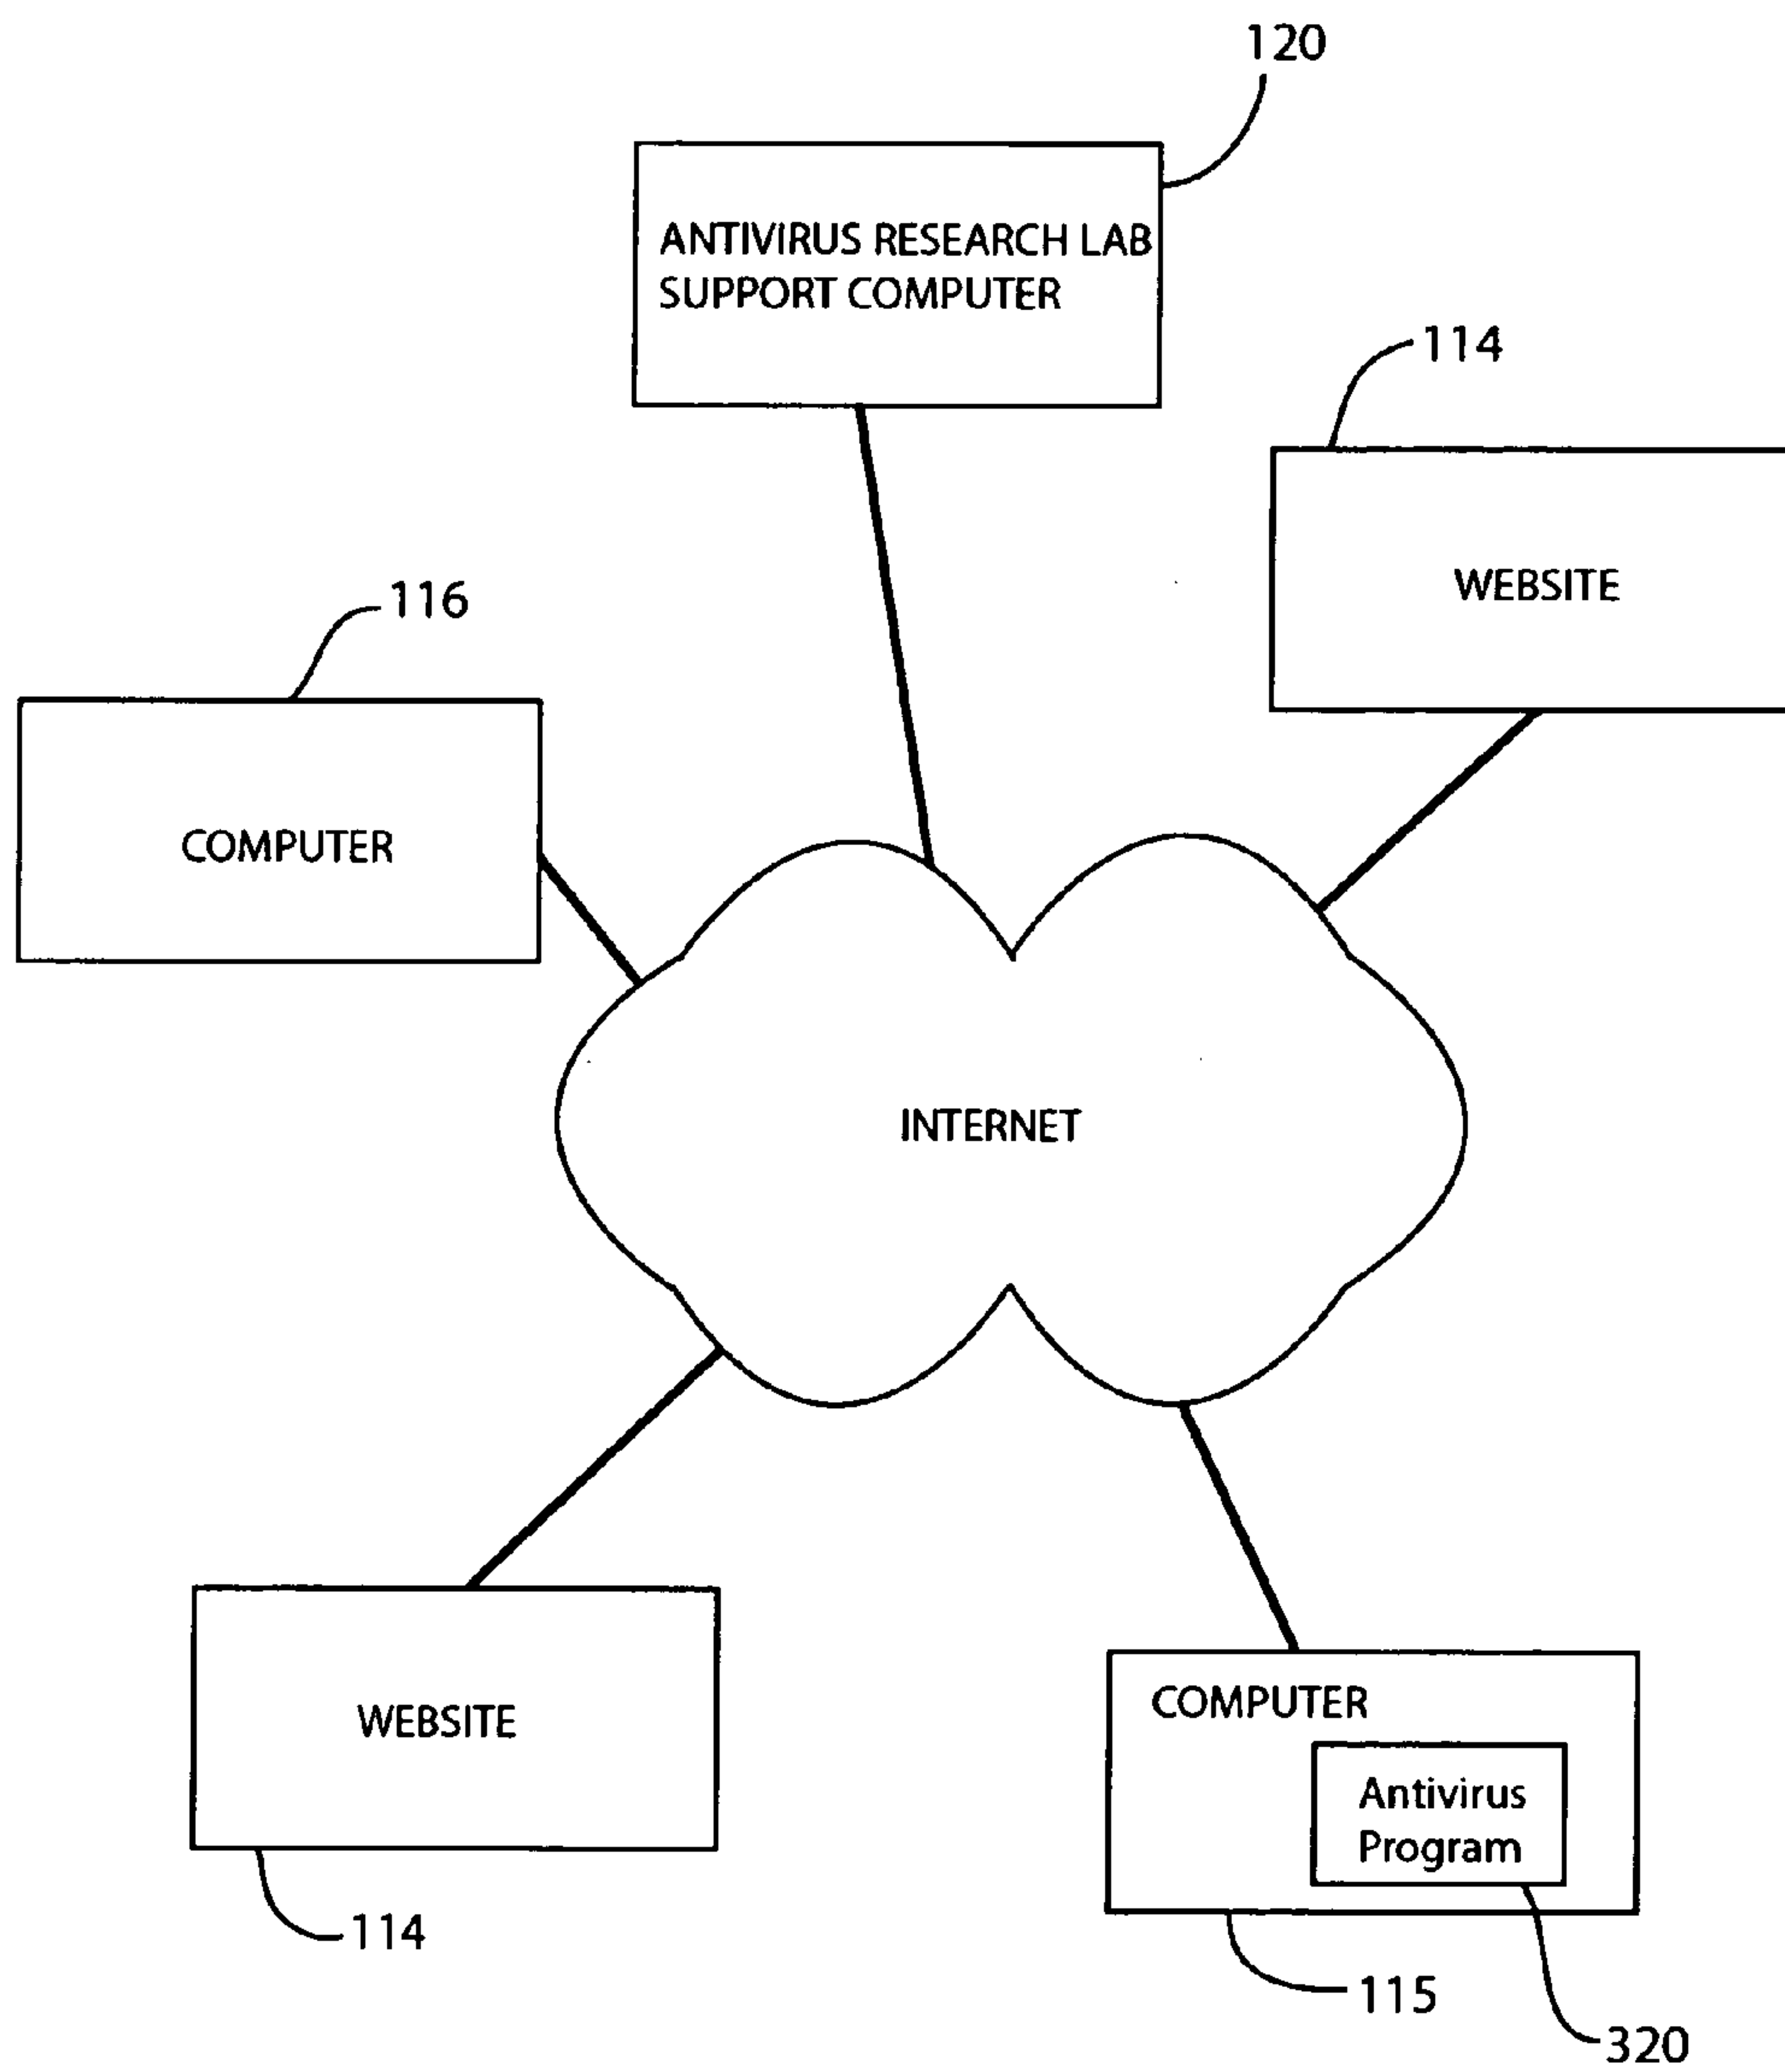 120
ANTIVIRUS RESEARCH LAB
SUPPORT COMPUTER
114
WEBSITE
116
COMPUTER
INTERNET
WEBSITE
114
COMPUTER
Antivirus
Program
115
320